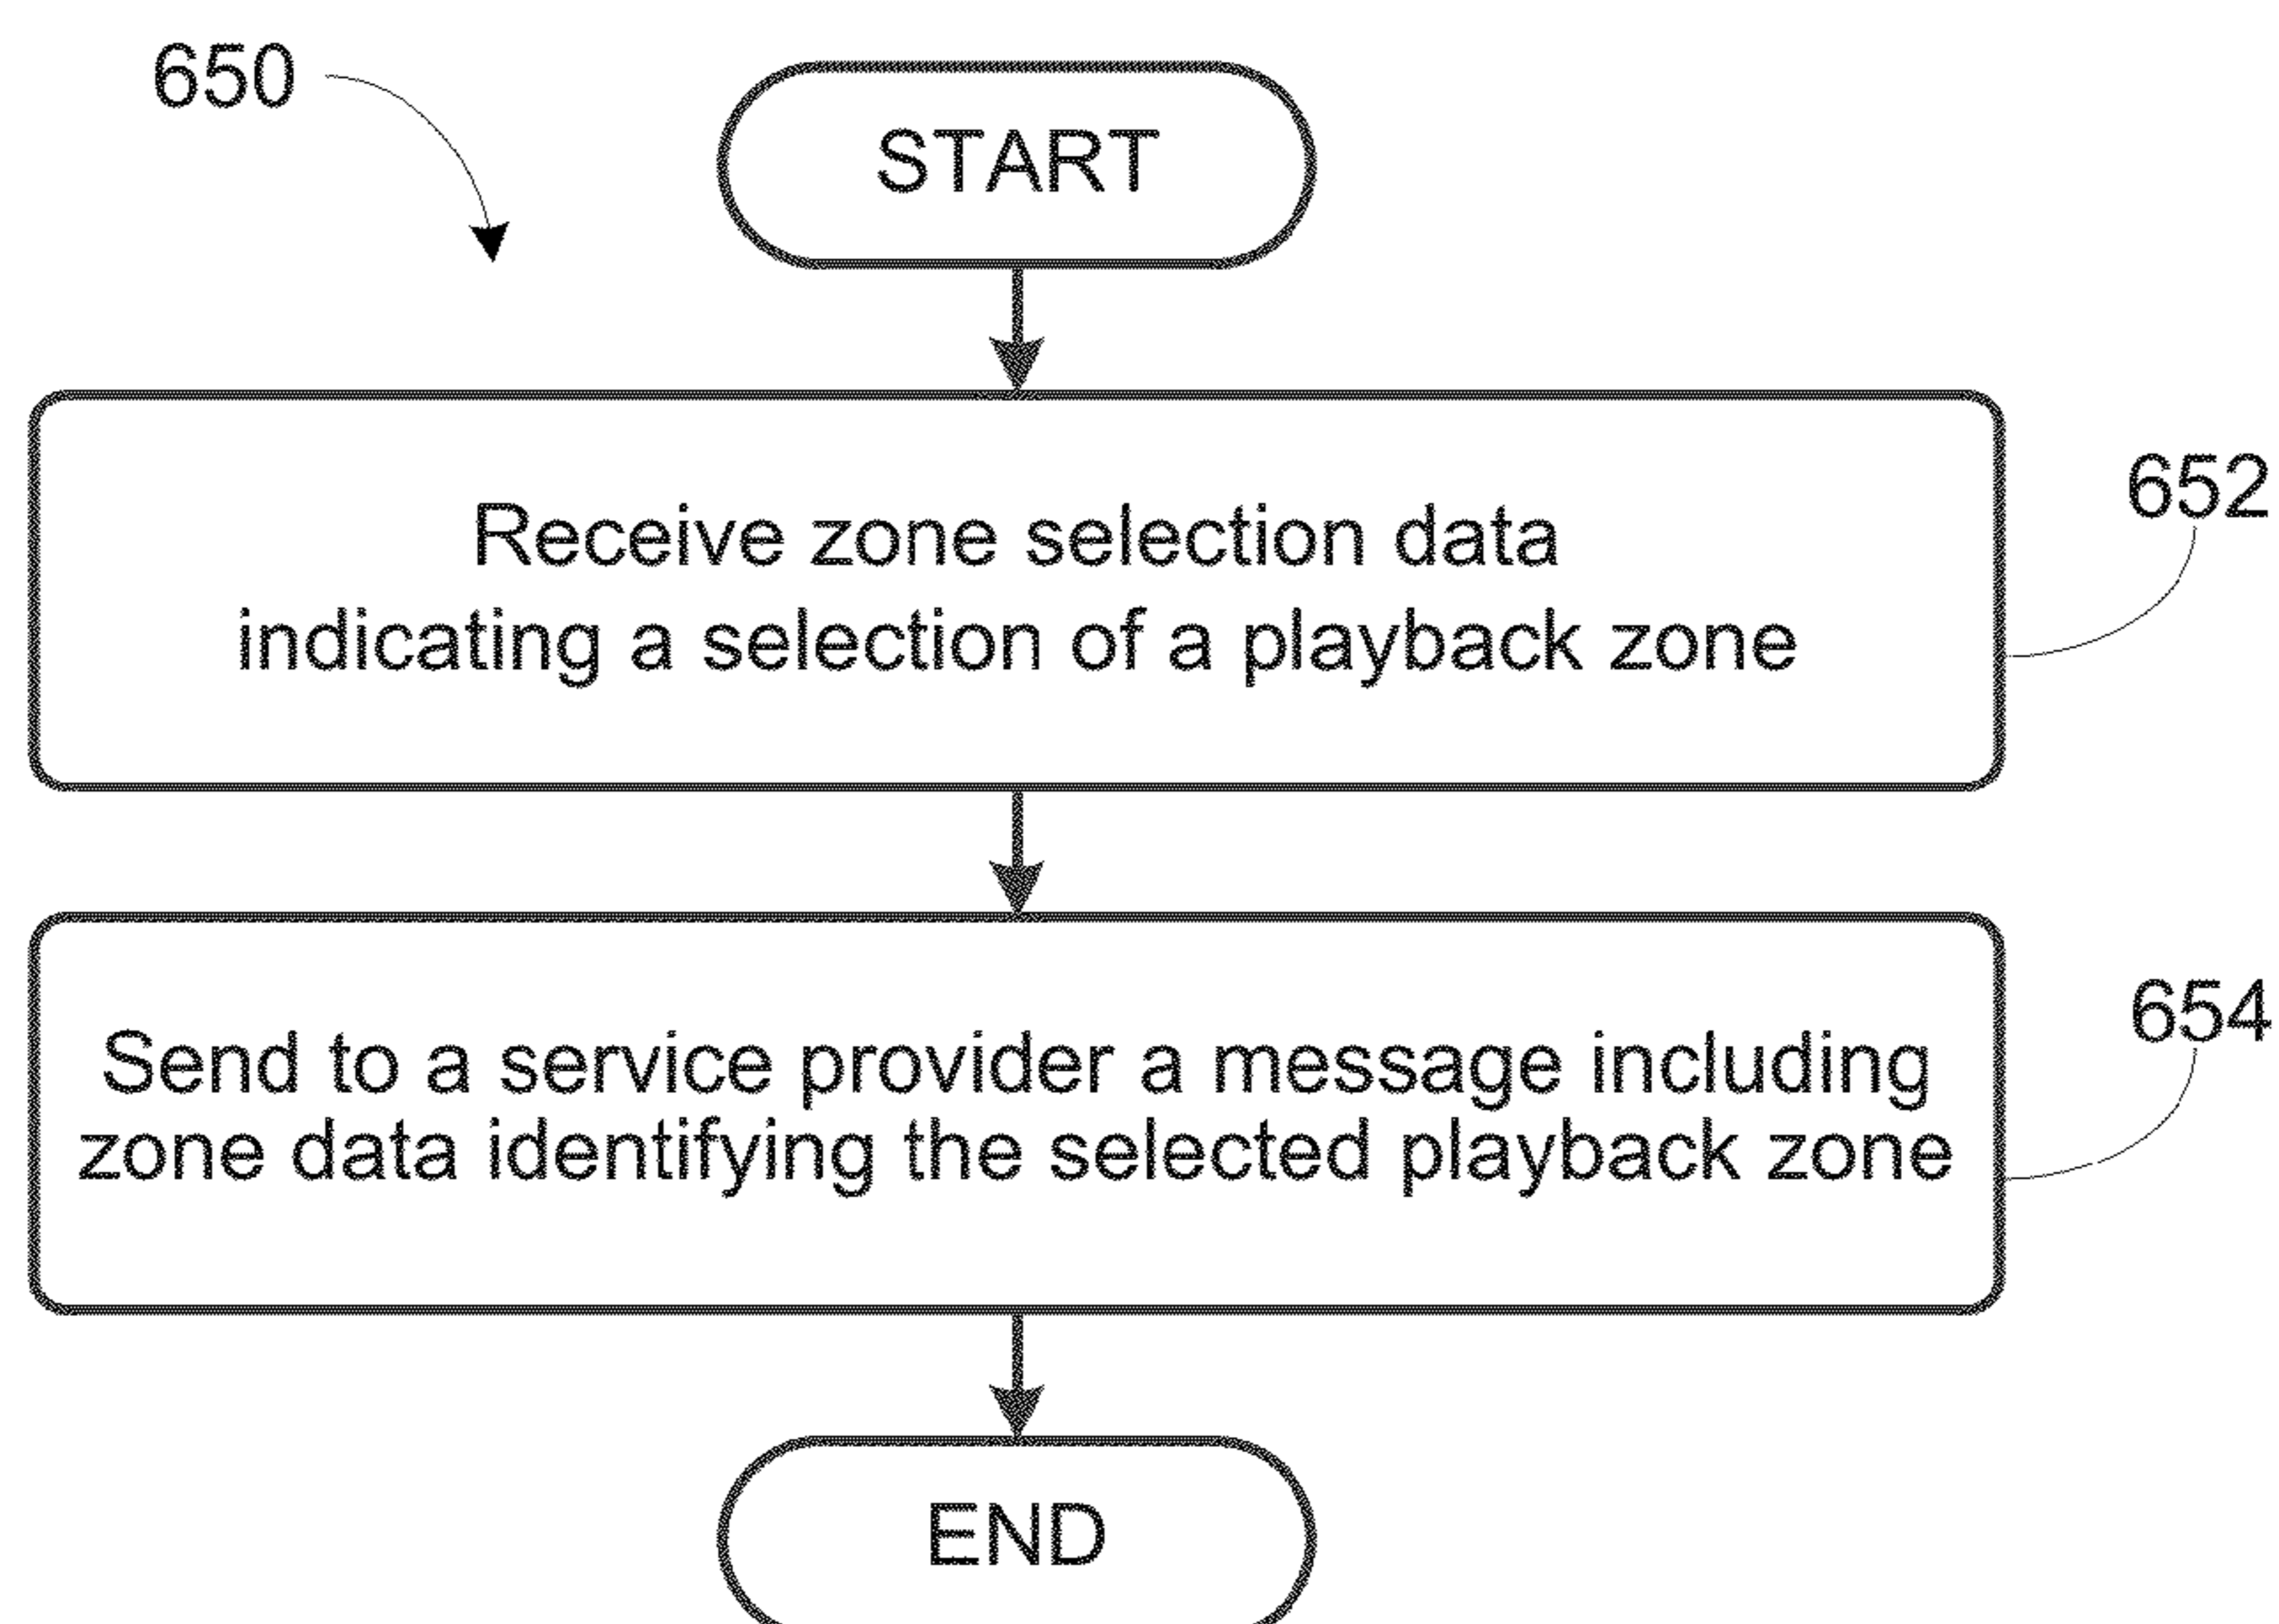 650
START
Receive zone selection data
indicating a selection of a playback zone
652
Send to a service provider a message including
zone data identifying the selected playback zone
654
END